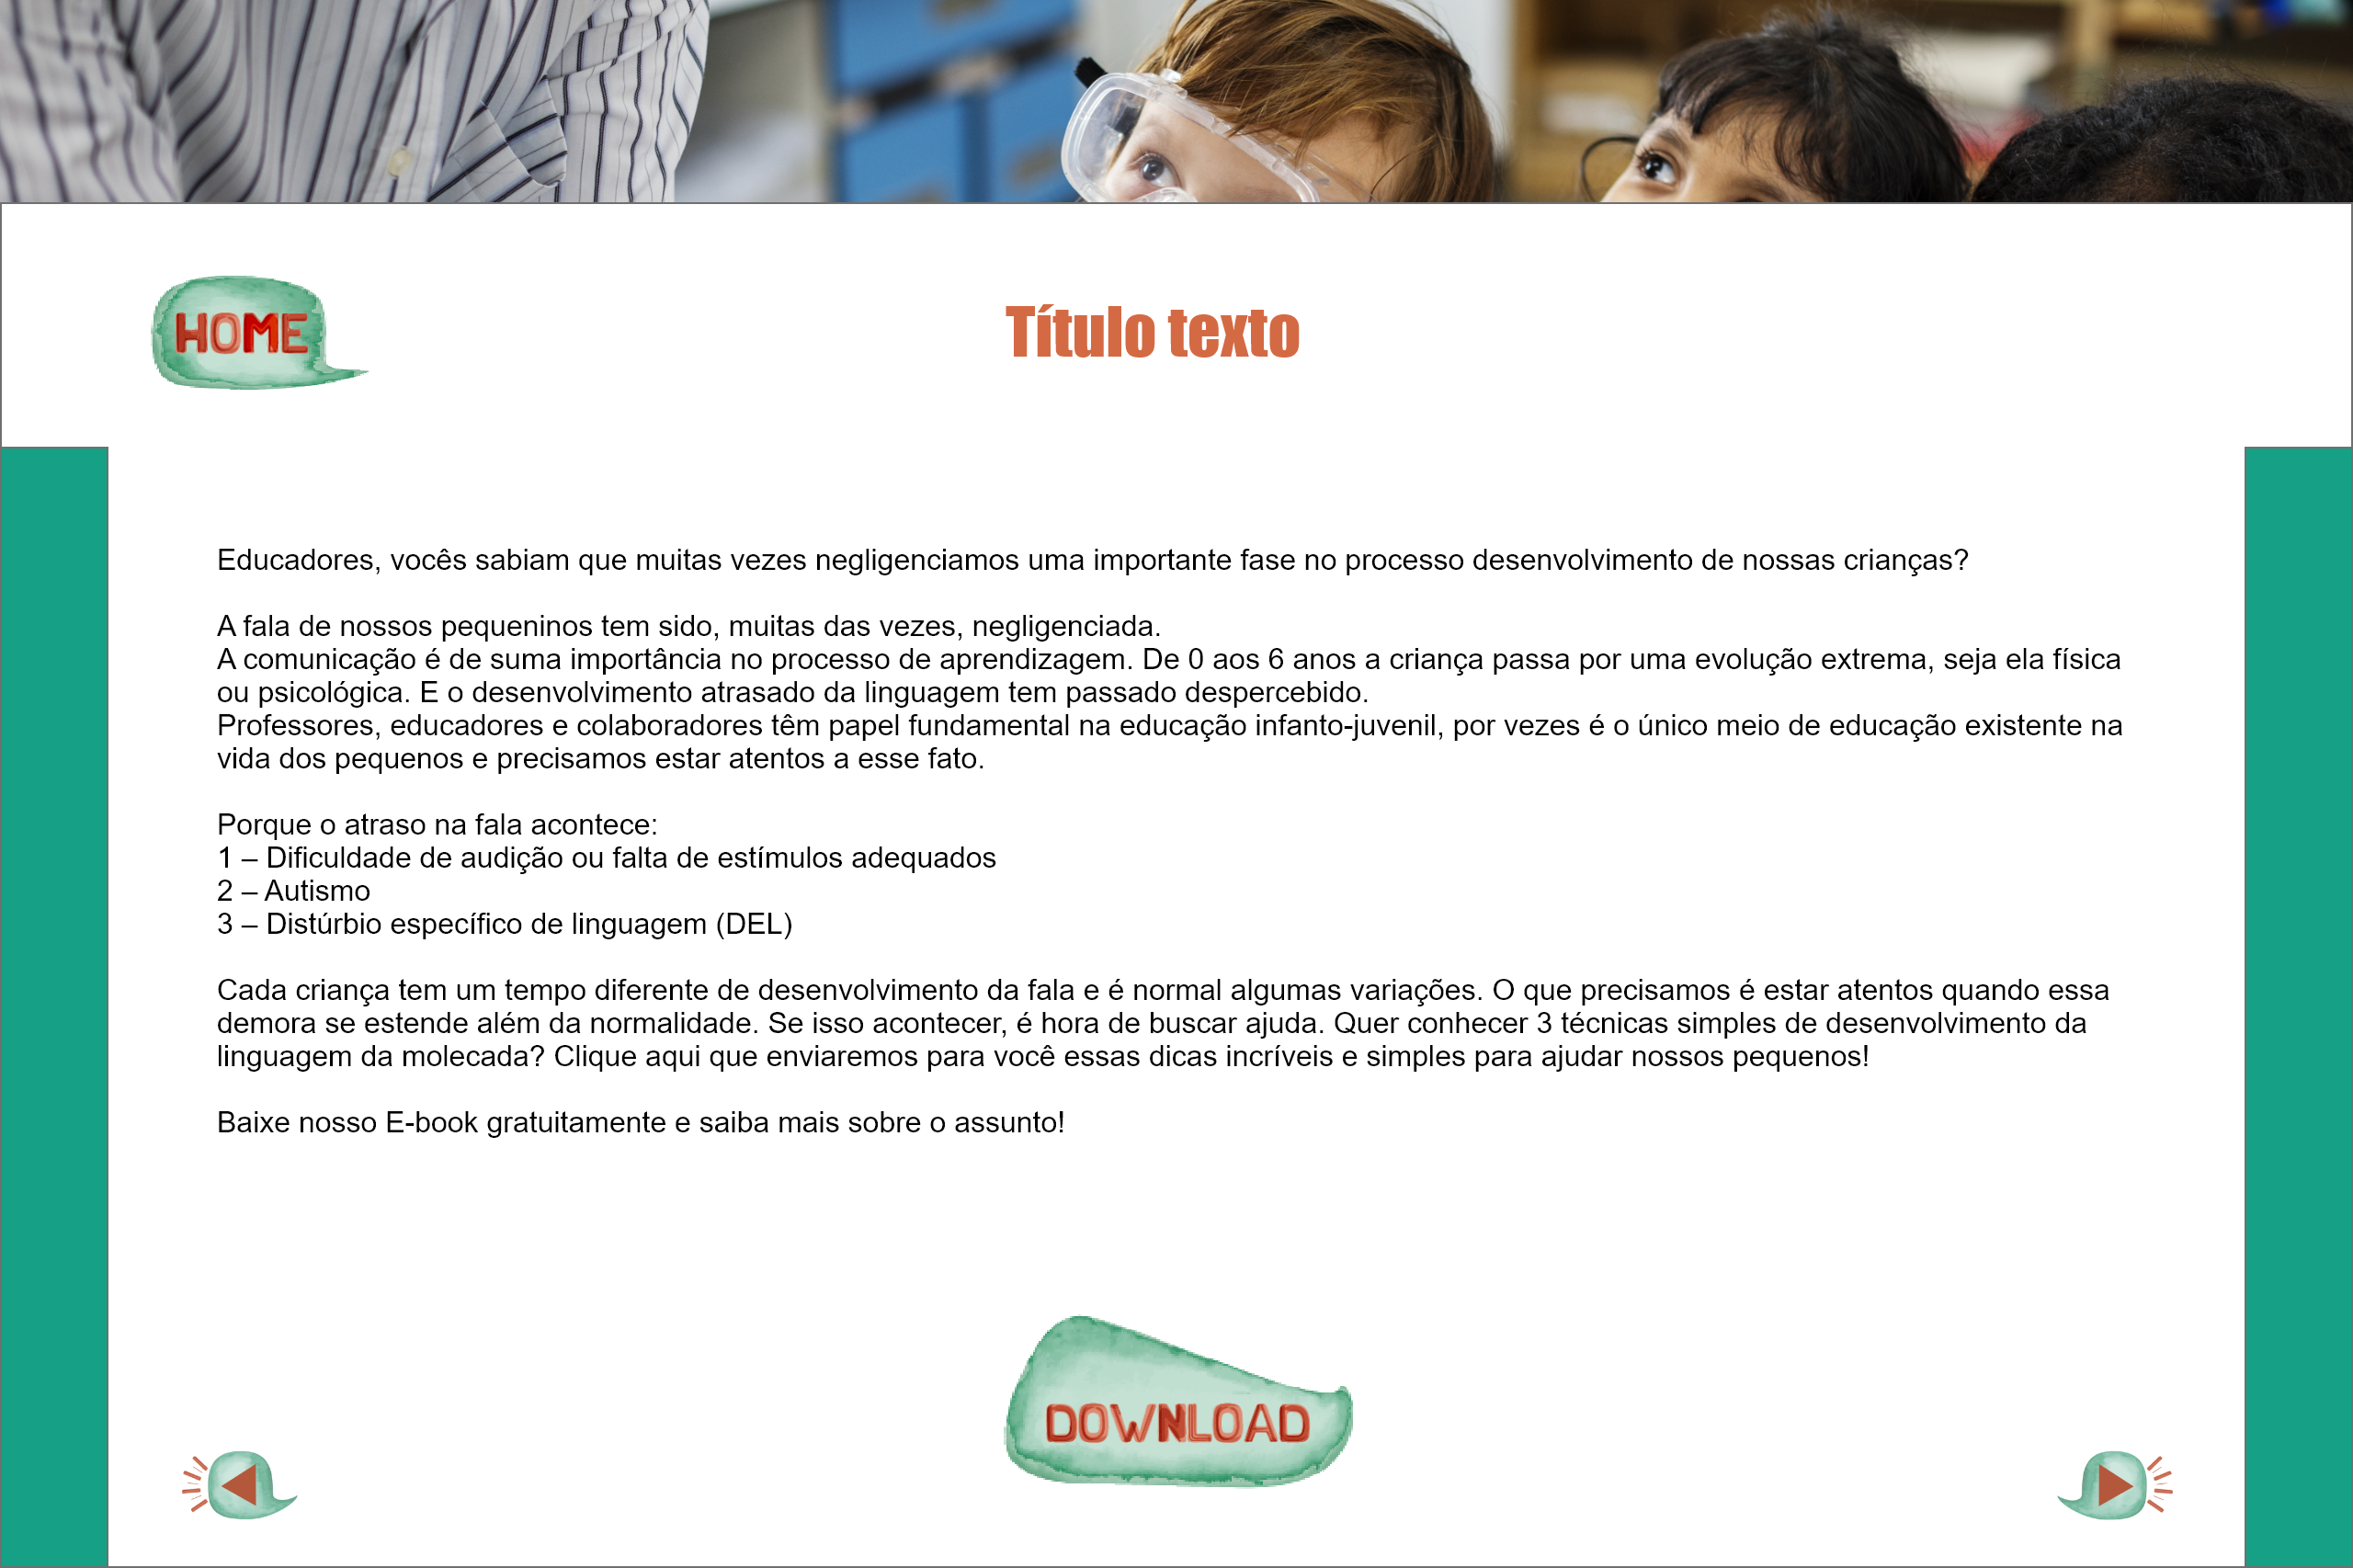 HOME
Título texto
Educadores, vocês sabiam que muitas vezes negligenciamos uma importante fase no processo desenvolvimento de nossas crianças?
A fala de nossos pequeninos tem sido, muitas das vezes, negligenciada.
A comunicação é de suma importância no processo de aprendizagem. De 0 aos 6 anos a criança passa por uma evolução extrema, seja ela física
ou psicológica. E o desenvolvimento atrasado da linguagem tem passado despercebido.
Professores, educadores e colaboradores têm papel fundamental na educação infanto-juvenil, por vezes é o único meio de educação existente na
vida dos pequenos e precisamos estar atentos a esse fato.
Porque o atraso na fala acontece:
1 – Dificuldade de audição ou falta de estímulos adequados
2 – Autismo
3 – Distúrbio específico de linguagem (DEL)
Cada criança tem um tempo diferente de desenvolvimento da fala e é normal algumas variações. O que precisamos é estar atentos quando essa
demora se estende além da normalidade. Se isso acontecer, é hora de buscar ajuda. Quer conhecer 3 técnicas simples de desenvolvimento da
linguagem da molecada? Clique aqui que enviaremos para você essas dicas incríveis e simples para ajudar nossos pequenos!
Baixe nosso E-book gratuitamente e saiba mais sobre o assunto!
DOWNLOAD